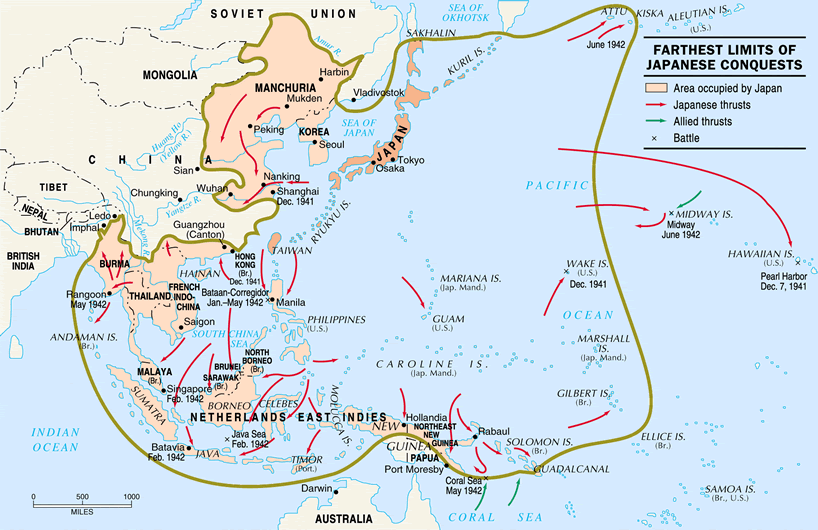 SOVIET UNION
SEA OF
OKHOTSK
ATTU
KISKA
ALEUTIAN IS.
(U.S.)
June 1942
SAKHALIN
KURIL IS.
Amur R.
MONGOLIA
Harbin
MANCHURIA
Mukden
Vladivostok
SEA OF
JAPAN
Peking
KOREA
Seoul
JAPAN
Tokyo
Osaka
Huang Ho
(Yellow R.)
CHINA
Sian
Nanking
Wuhan
Shanghai
Dec. 1941
TIBET
Chungking
Yangtze R.
NEPAL
BHUTAN
BRITISH
INDIA
Ledo
Imphal
Mekong R.
Guangzhou
(Canton)
RYUKYU IS.
TAIWAN
HONG
KONG
(Br.)
Dec. 1941
HAINAN
BURMA
Rangoon
May 1942
THAILAND
FRENCH
INDO-
CHINA
Saigon
Bataan-Corregidor
Jan.–May 1942
Manila
PHILIPPINES
(U.S.)
SOUTH CHINA
SEA
ANDAMAN IS.
(Br.)
MALAYA
(Br.)
Singapore
Feb. 1942
BRUNEI
SARAWAK
(Br.)
NORTH
BORNEO
(Br.)
SUMATRA
BORNEO
CELEBES
MOLUCCA IS.
NETHERLANDS EAST INDIES
INDIAN
OCEAN
Batavia
Feb. 1942
JAVA
Java Sea
Feb. 1942
TIMOR
(Port.)
Darwin
AUSTRALIA
PACIFIC
OCEAN
MARIANA IS.
(Jap. Mand.)
GUAM
(U.S.)
CAROLINE IS.
(Jap. Mand.)
WAKE IS.
(U.S.)
Dec. 1941
MIDWAY IS.
Midway
June 1942
HAWAIIAN IS.
(U.S.)
Pearl Harbor
Dec. 7, 1941
MARSHALL
IS.
(Jap. Mand.)
GILBERT IS.
(Br.)
ELLICE IS.
(Br.)
SAMOA IS.
(Br., U.S.)
Hollandia
NEW
GUINEA
NORTHEAST
NEW
GUINEA
PAPUA
Port Moresby
Rabaul
SOLOMON IS.
(Br.)
GUADALCANAL
Coral Sea
May 1942
CORAL SEA
FARTHEST LIMITS OF
JAPANESE CONQUESTS
Area occupied by Japan
Japanese thrusts
Allied thrusts
× Battle
0 500 1000
MILES